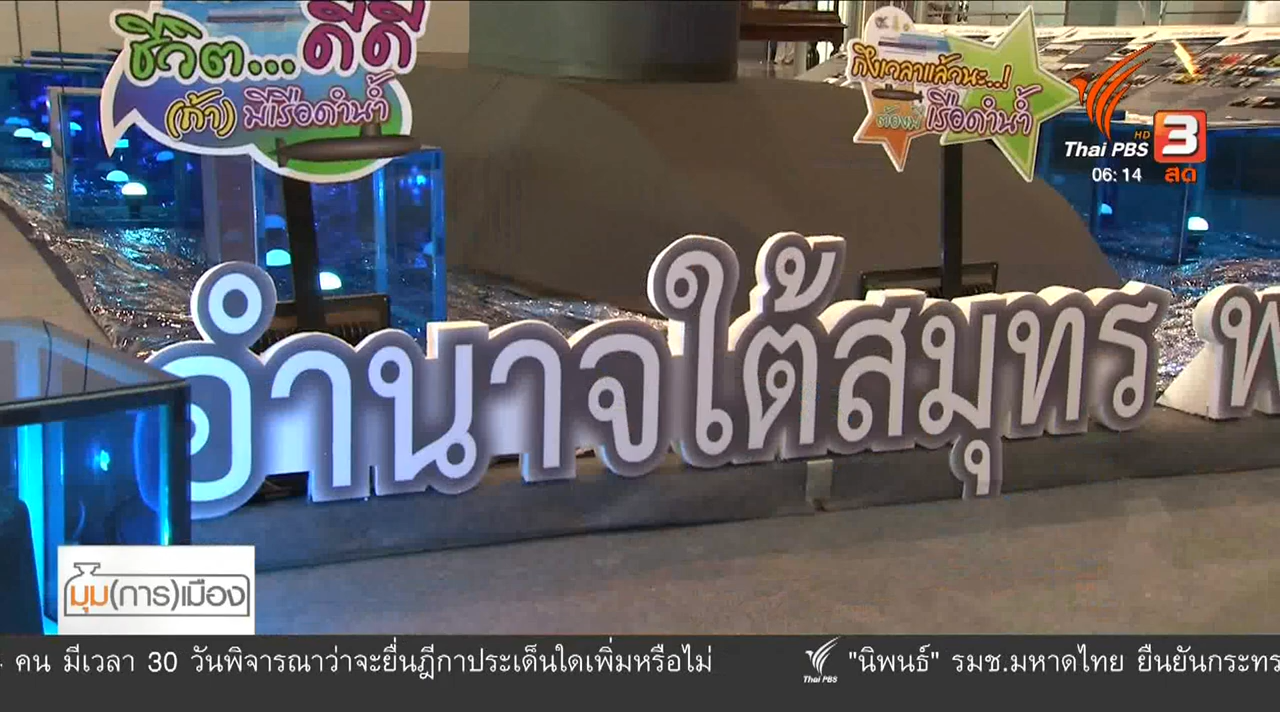 ชีวิต...ดีดี
(ถ้า) มีเรือดำน้ำ
ถึงเวลาแล้วนะ..!
ต้องมี เรือดำน้ำ
Thai PBS HD 3
06:14 สด
อำนาจใต้สมุทร พ
มุม(การ)เมือง
คน มีเวลา 30 วันพิจารณาว่าจะยื่นฎีกาประเด็นใดเพิ่มหรือไม่
Thai PBS "นิพนธ์" รมช.มหาดไทย ยืนยันกระทร